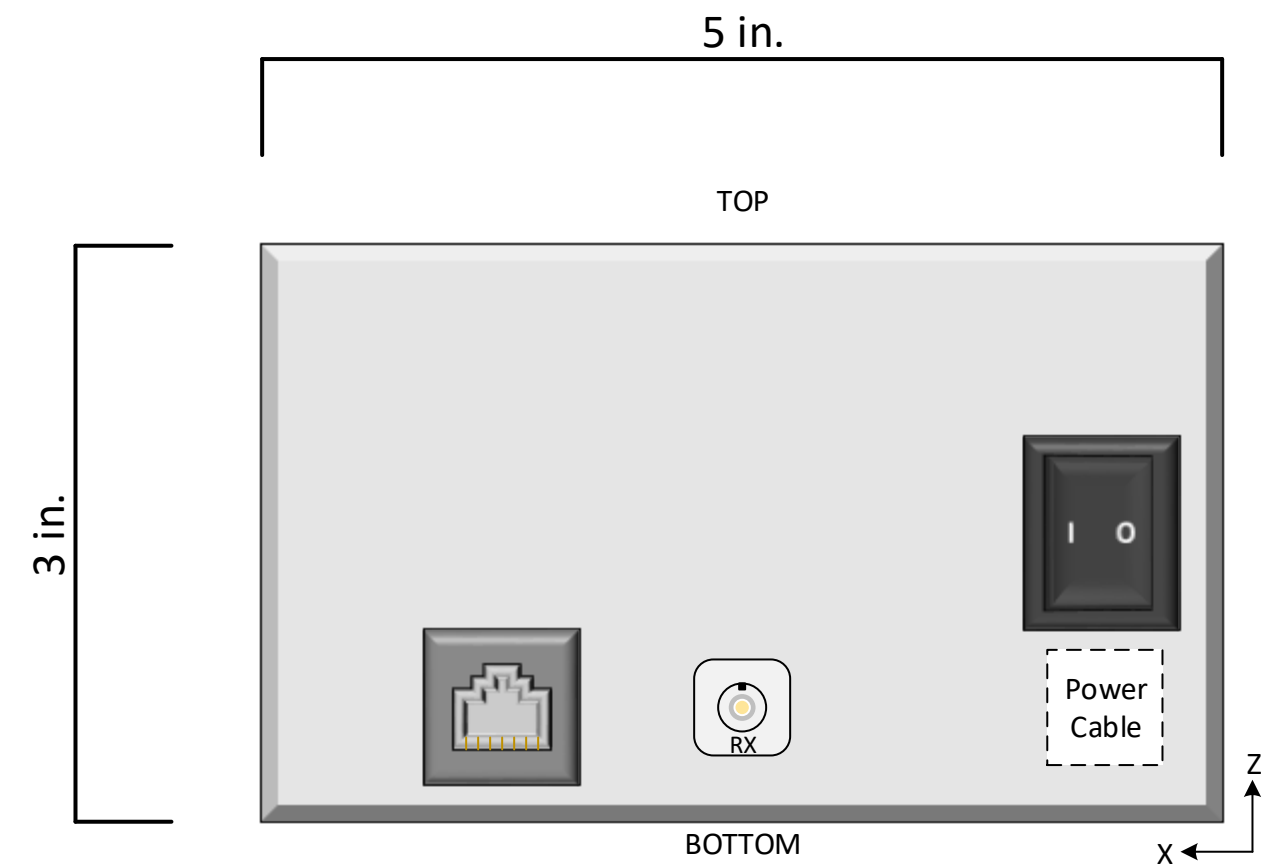 5 in.
TOP
3 in.
I O
RX
Power
Cable
Z
BOTTOM
X